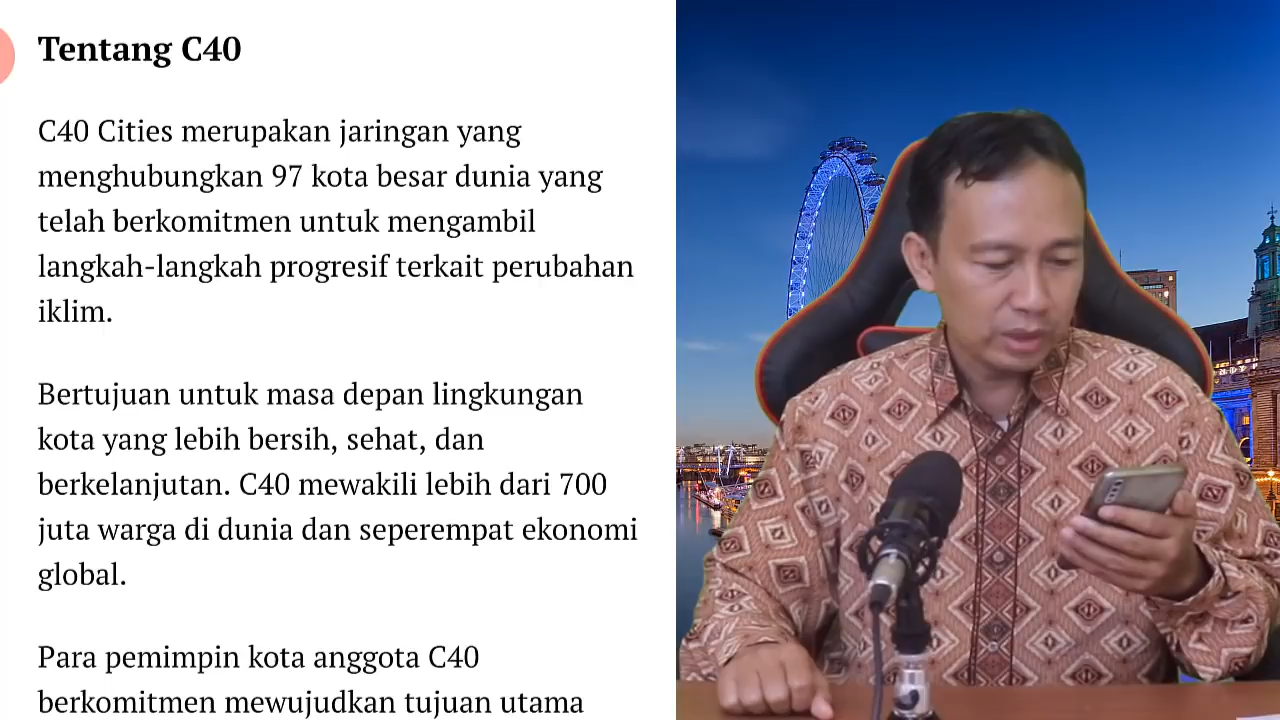 Tentang C40
C40 Cities merupakan jaringan yang
menghubungkan 97 kota besar dunia yang
telah berkomitmen untuk mengambil
langkah-langkah progresif terkait perubahan
iklim.
Bertujuan untuk masa depan lingkungan
kota yang lebih bersih, sehat, dan
berkelanjutan. C40 mewakili lebih dari 700
juta warga di dunia dan seperempat ekonomi
global.
Para pemimpin kota anggota C40
berkomitmen mewujudkan tujuan utama